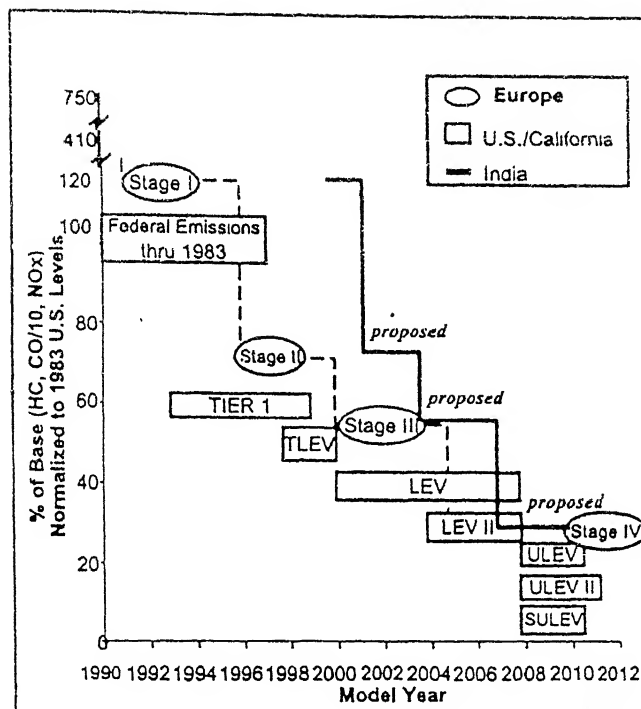 750
410
120
100
80
60
40
20
0
% of Base (HC, CO/10, NOx)
Normalized to 1983 U.S. Levels
Europe
U.S./California
India
Stage I
Federal Emissions
thru 1983
proposed
Stage II
proposed
TIER 1
TLEV
Stage III
LEV
proposed
LEV II
Stage IV
ULEV
ULEV II
SULEV
1990 1992 1994 1996 1998 2000 2002 2004 2006 2008 2010 2012
Model Year